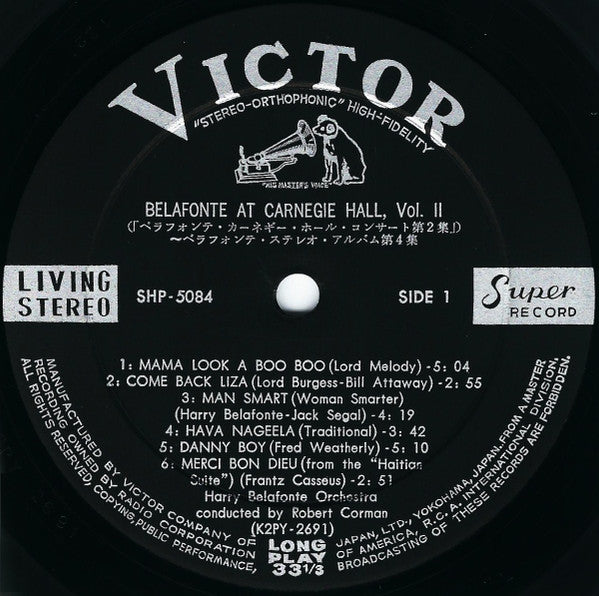 VICTOR
"STEREO-ORTHOPHONIC" HIGH-FIDELITY
"HIS MASTER'S VOICE"
BELAFONTE AT CARNEGIE HALL, Vol. II
(「ベラフォンテ・カーネギー・ホール・コンサート第2集」)
〜ベラフォンテ・ステレオ・アルバム第4集
LIVING
STEREO
SHP-5084
SIDE 1
Super
RECORD
1: MAMA LOOK A BOO BOO (Lord Melody)-5: 04
2: COME BACK LIZA (Lord Burgess-Bill Attaway)-2: 55
3: MAN SMART (Woman Smarter)
(Harry Belafonte-Jack Segal)-4: 19
4: HAVA NAGEELA (Traditional)-3: 42
5: DANNY BOY (Fred Weatherly)-5: 10
6: MERCI BON DIEU (from the "Haitian
Suite") (Frantz Casseus)-2: 51
Harry Belafonte Orchestra
conducted by Robert Corman
(K2PY-2691)
LONG
PLAY
33 1/3
MANUFACTURED BY VICTOR COMPANY OF JAPAN, LTD., YOKOHAMA, JAPAN, FROM A MASTER
RECORDING OWNED BY RADIO CORPORATION OF AMERICA, R.C.A. INTERNATIONAL DIVISION.
ALL RIGHTS RESERVED, COPYING, PUBLIC PERFORMANCE, BROADCASTING OF THESE RECORDS ARE FORBIDDEN.